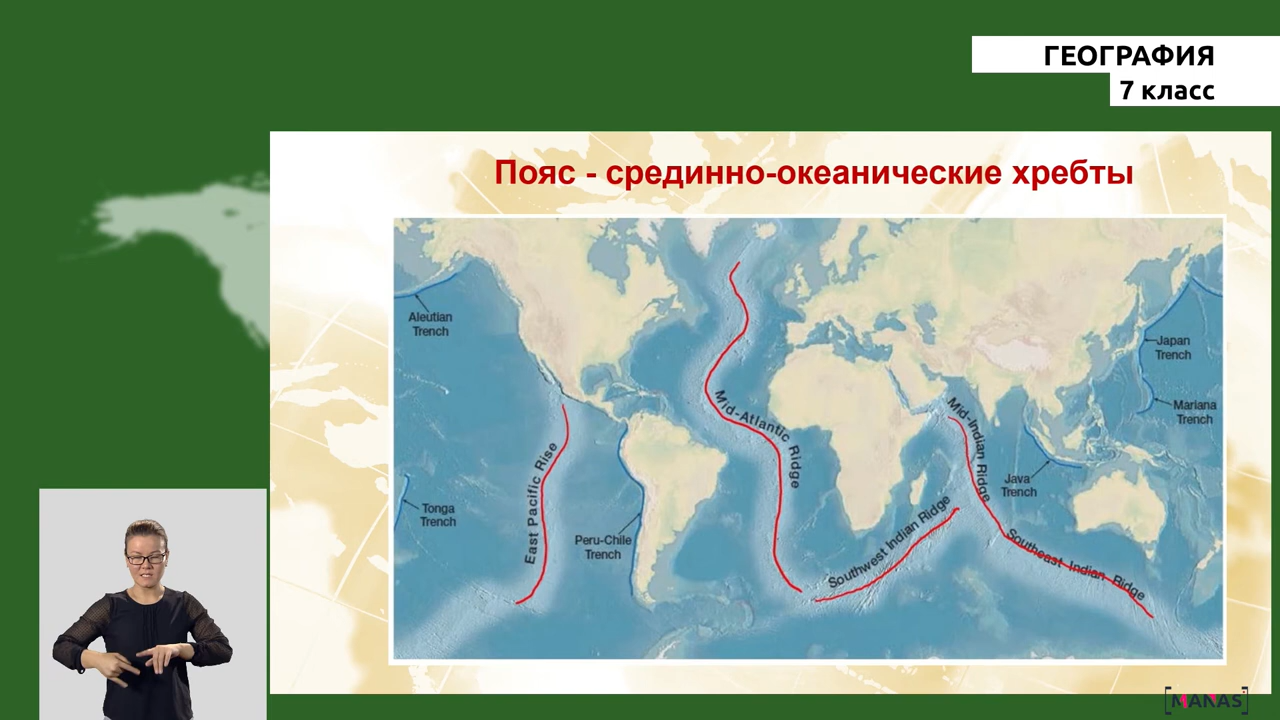 ГЕОГРАФИЯ
7 класс
Пояс - срединно-океанические хребты
Aleutian
Trench
Japan
Trench
Mariana
Trench
Mid-Atlantic Ridge
Mid-Indian Ridge
East Pacific Rise
Java
Trench
Tonga
Trench
Peru-Chile
Trench
Southwest Indian Ridge
Southeast Indian Ridge
[MANAS]